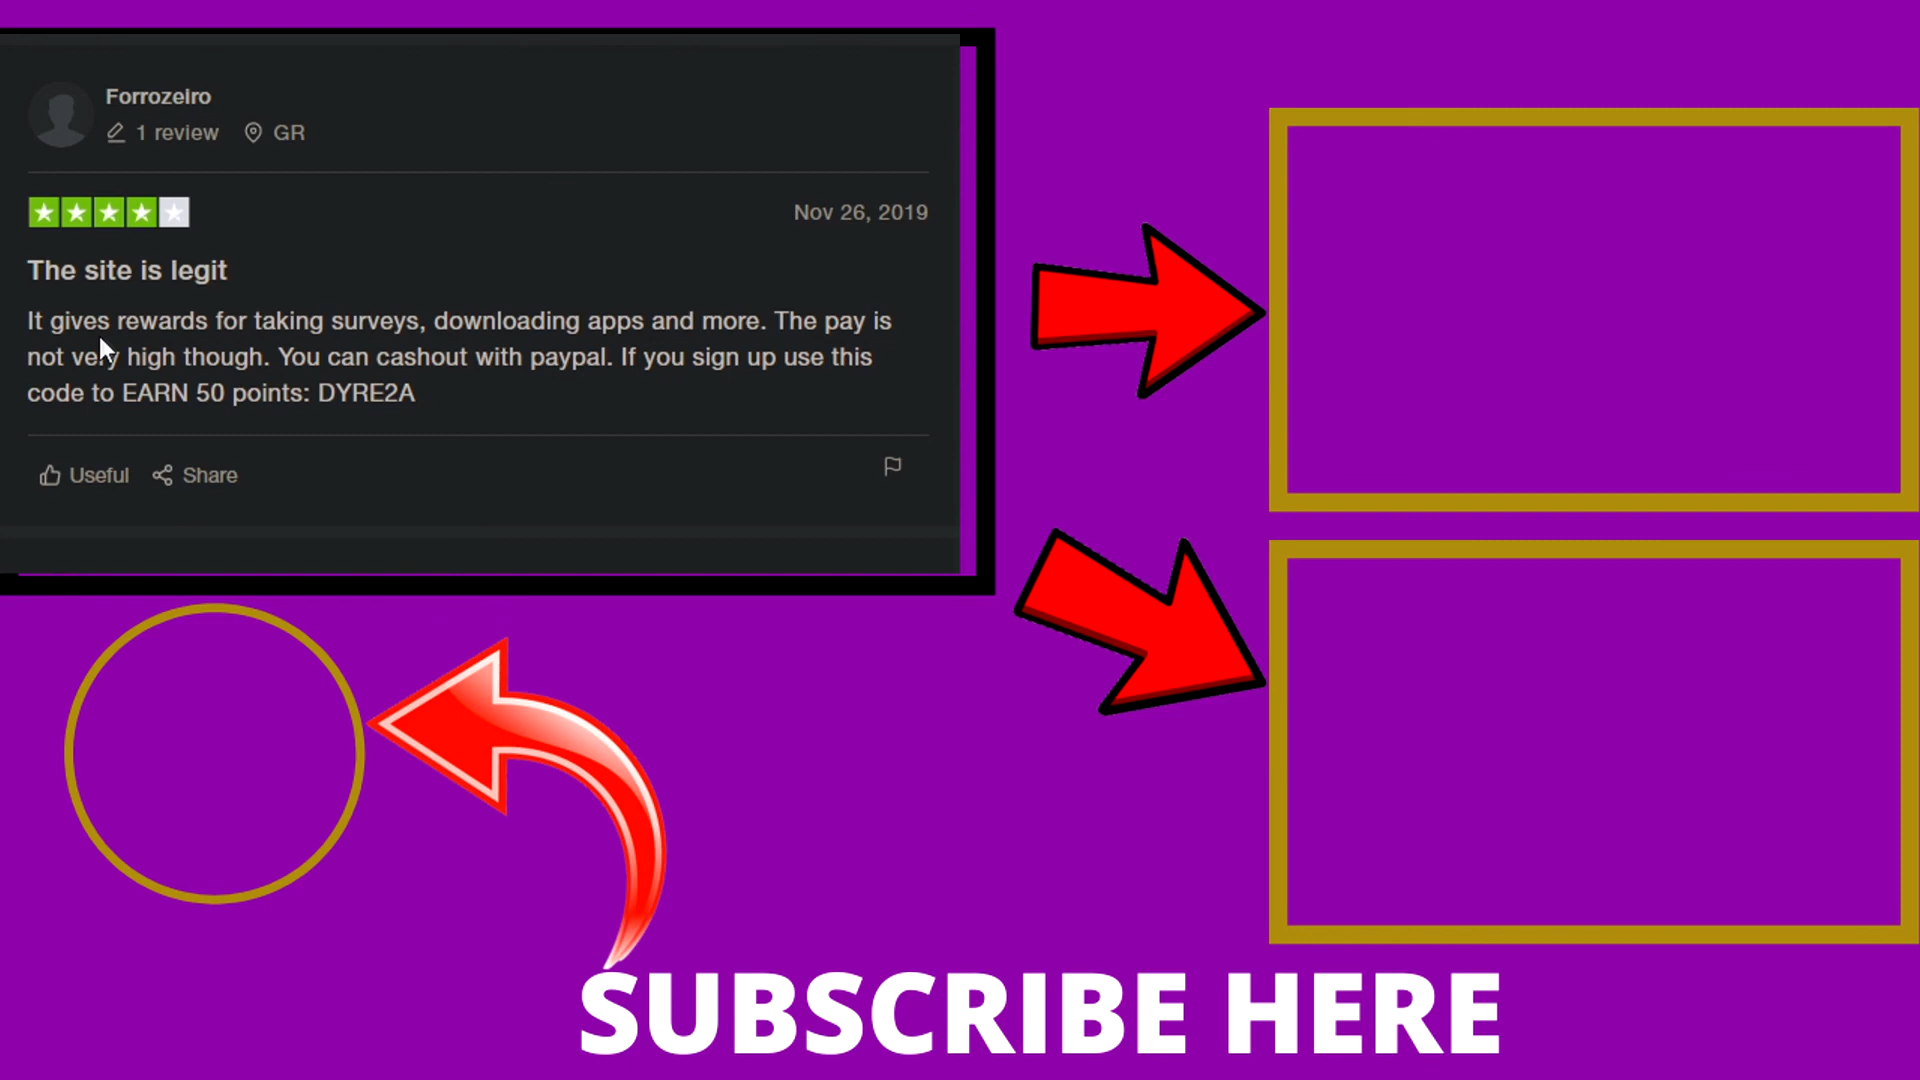 Forrozeiro
1 review GR
Nov 26, 2019
The site is legit
It gives rewards for taking surveys, downloading apps and more. The pay is
not very high though. You can cashout with paypal. If you sign up use this
code to EARN 50 points: DYRE2A
Useful Share
SUBSCRIBE HERE